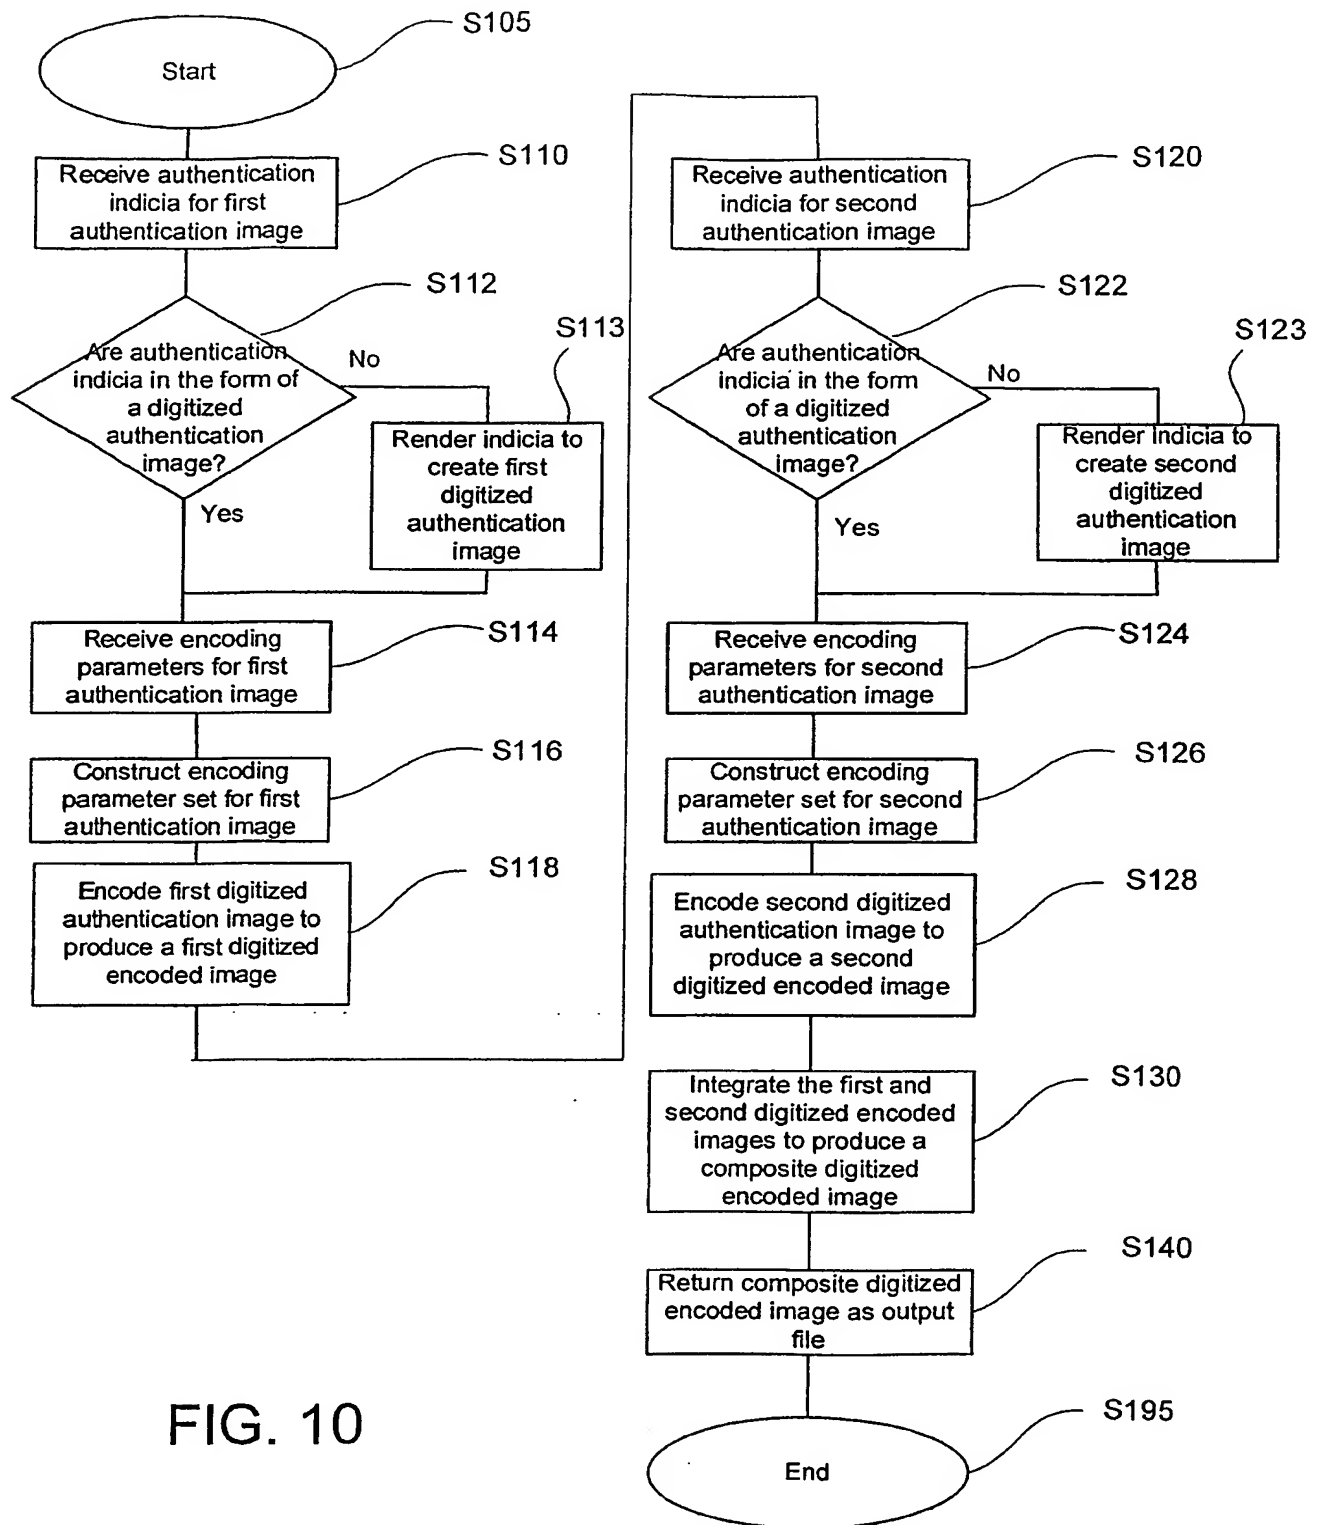 S105
Start
S110
Receive authentication
indicia for first
authentication image
S112
Are authentication
indicia in the form of
a digitized
authentication
image?
No
S113
Render indicia to
create first
digitized
authentication
image
Yes
S114
Receive encoding
parameters for first
authentication image
S116
Construct encoding
parameter set for first
authentication image
S118
Encode first digitized
authentication image to
produce a first digitized
encoded image
S120
Receive authentication
indicia for second
authentication image
S122
Are authentication
indicia in the form
of a digitized
authentication
image?
No
S123
Render indicia to
create second
digitized
authentication
image
Yes
S124
Receive encoding
parameters for second
authentication image
S126
Construct encoding
parameter set for second
authentication image
S128
Encode second digitized
authentication image to
produce a second
digitized encoded image
S130
Integrate the first and
second digitized encoded
images to produce a
composite digitized
encoded image
S140
Return composite digitized
encoded image as output
file
S195
End
FIG. 10